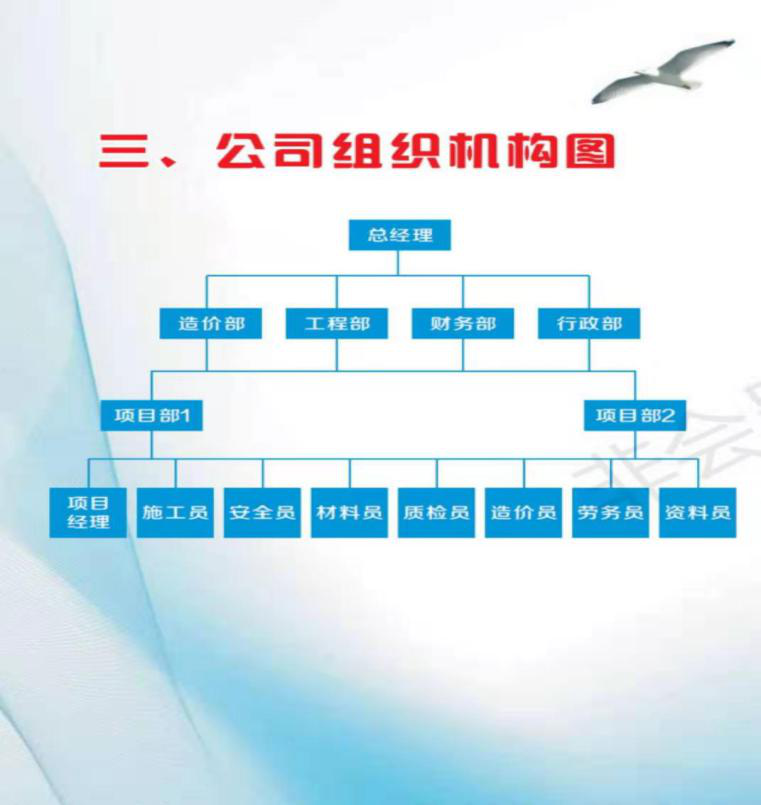 三、公司组织机构图
总经理
造价部 工程部 财务部 行政部
项目部1 项目部2
项目
经理
施工员 安全员 材料员 质检员 造价员 劳务员 资料员
非会